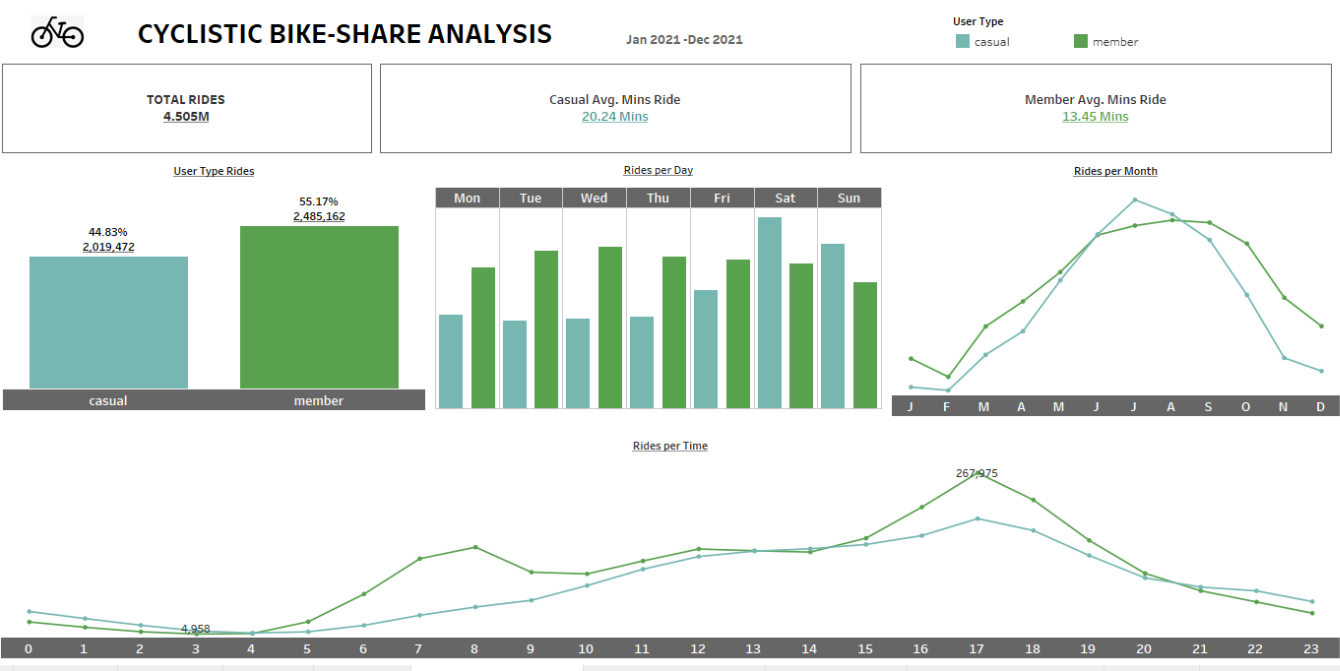 CYCLISTIC BIKE-SHARE ANALYSIS
Jan 2021 -Dec 2021
User Type
casual
member
TOTAL RIDES
4.505M
Casual Avg. Mins Ride
20.24 Mins
Member Avg. Mins Ride
13.45 Mins
User Type Rides
55.17%
2,485,162
44.83%
2,019,472
casual member
Rides per Day
Mon Tue Wed Thu Fri Sat Sun
Rides per Month
J F M A M J J A S O N D
Rides per Time
267,975
4,958
0 1 2 3 4 5 6 7 8 9 10 11 12 13 14 15 16 17 18 19 20 21 22 23